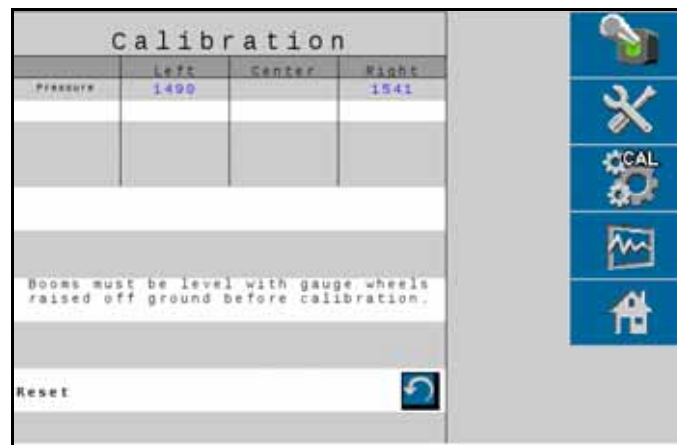 Calibration
Left Center Right
Pressure 1490 1541
Booms must be level with gauge wheels
raised off ground before calibration.
Reset
CAL